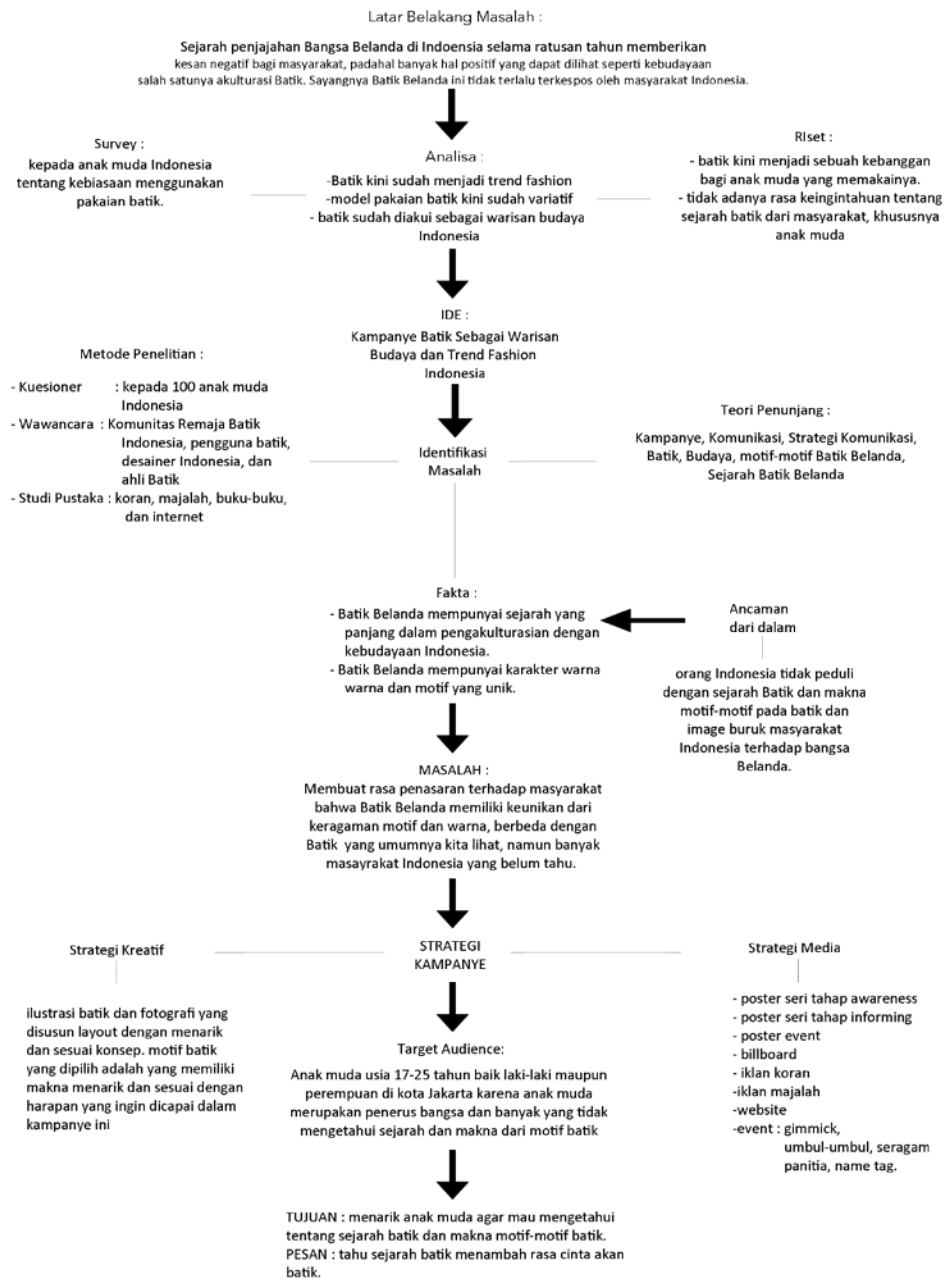 Latar Belakang Masalah :
Sejarah penjajahan Bangsa Belanda di Indoensia selama ratusan tahun memberikan
kesan negatif bagi masyarakat, padahal banyak hal positif yang dapat dilihat seperti kebudayaan
salah satunya akulturasi Batik. Sayangnya Batik Belanda ini tidak terlalu terkespos oleh masyarakat Indonesia.
Survey :
kepada anak muda Indonesia
tentang kebiasaan menggunakan
pakaian batik.
Analisa :
-Batik kini sudah menjadi trend fashion
-model pakaian batik kini sudah variatif
- batik sudah diakui sebagai warisan budaya
Indonesia
RIset :
- batik kini menjadi sebuah kebanggan
bagi anak muda yang memakainya.
- tidak adanya rasa keingintahuan tentang
sejarah batik dari masyarakat, khususnya
anak muda
IDE :
Kampanye Batik Sebagai Warisan
Budaya dan Trend Fashion
Indonesia
Metode Penelitian :
- Kuesioner : kepada 100 anak muda
Indonesia
- Wawancara : Komunitas Remaja Batik
Indonesia, pengguna batik,
desainer Indonesia, dan
ahli Batik
- Studi Pustaka : koran, majalah, buku-buku,
dan internet
Identifikasi
Masalah
Teori Penunjang :
Kampanye, Komunikasi, Strategi Komunikasi,
Batik, Budaya, motif-motif Batik Belanda,
Sejarah Batik Belanda
Fakta :
- Batik Belanda mempunyai sejarah yang
panjang dalam pengakulturasian dengan
kebudayaan Indonesia.
- Batik Belanda mempunyai karakter warna
warna dan motif yang unik.
Ancaman
dari dalam
orang Indonesia tidak peduli
dengan sejarah Batik dan makna
motif-motif pada batik dan
image buruk masyarakat
Indonesia terhadap bangsa
Belanda.
MASALAH :
Membuat rasa penasaran terhadap masyarakat
bahwa Batik Belanda memiliki keunikan dari
keragaman motif dan warna, berbeda dengan
Batik yang umumnya kita lihat, namun banyak
masayrakat Indonesia yang belum tahu.
Strategi Kreatif
ilustrasi batik dan fotografi yang
disusun layout dengan menarik
dan sesuai konsep. motif batik
yang dipilih adalah yang memiliki
makna menarik dan sesuai dengan
harapan yang ingin dicapai dalam
kampanye ini
STRATEGI
KAMPANYE
Strategi Media
- poster seri tahap awareness
- poster seri tahap informing
- poster event
- billboard
- iklan koran
-iklan majalah
-website
-event : gimmick,
umbul-umbul, seragam
panitia, name tag.
Target Audience:
Anak muda usia 17-25 tahun baik laki-laki maupun
perempuan di kota Jakarta karena anak muda
merupakan penerus bangsa dan banyak yang tidak
mengetahui sejarah dan makna dari motif batik
TUJUAN : menarik anak muda agar mau mengetahui
tentang sejarah batik dan makna motif-motif batik.
PESAN : tahu sejarah batik menambah rasa cinta akan
batik.